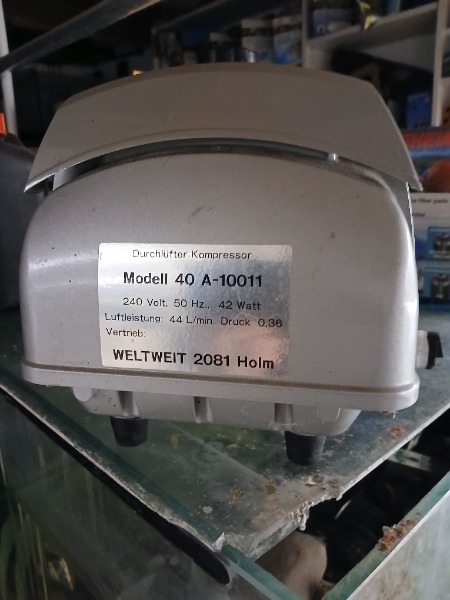 Durchlüfter Kompressor
Modell 40 A-10011
240 Volt. 50 Hz., 42 Watt
Luftleistung: 44 L/min. Druck 0,36
Vertrieb:
WELTWEIT 2081 Holm